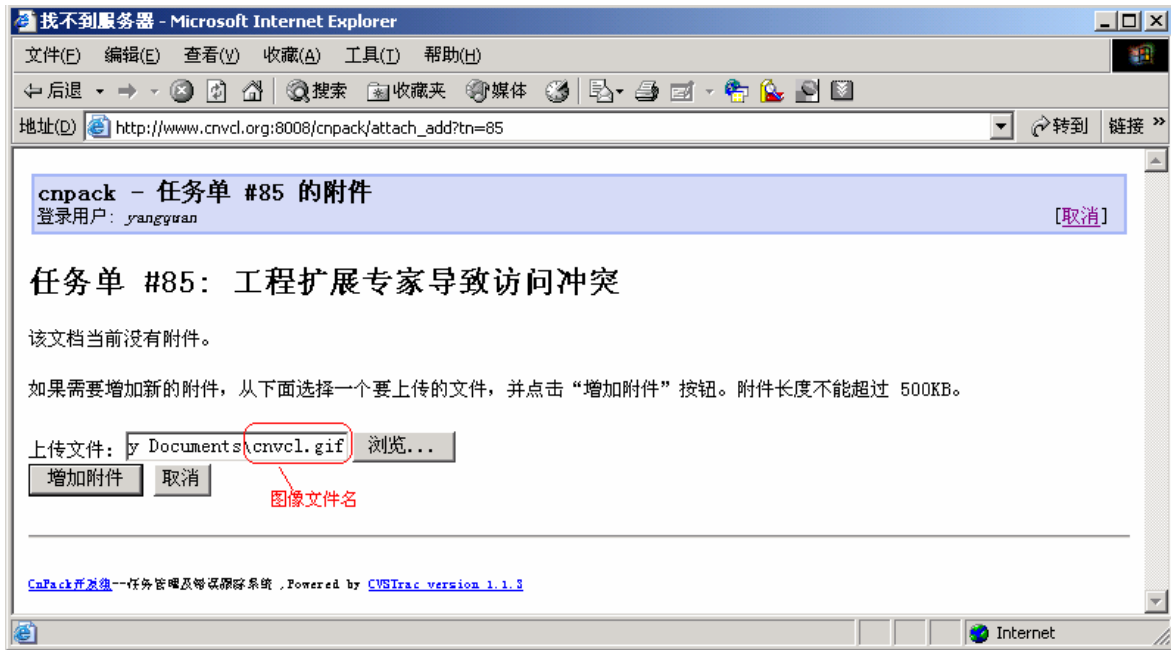 找不到服务器 - Microsoft Internet Explorer
文件(F) 编辑(E) 查看(V) 收藏(A) 工具(T) 帮助(H)
后退 搜索 收藏夹 媒体
地址(D) http://www.cnvcl.org:8008/cnpack/attach_add?tn=85 转到 链接 »
cnpack - 任务单 #85 的附件
登录用户: yangyuan [取消]
任务单 #85: 工程扩展专家导致访问冲突
该文档当前没有附件。
如果需要增加新的附件，从下面选择一个要上传的文件，并点击“增加附件”按钮。附件长度不能超过 500KB。
上传文件: y Documents\cnvcl.gif 浏览...
增加附件 取消
图像文件名
CnPack开发组--任务管理及错误跟踪系统 ,Powered by CVSTrac version 1.1.3
Internet